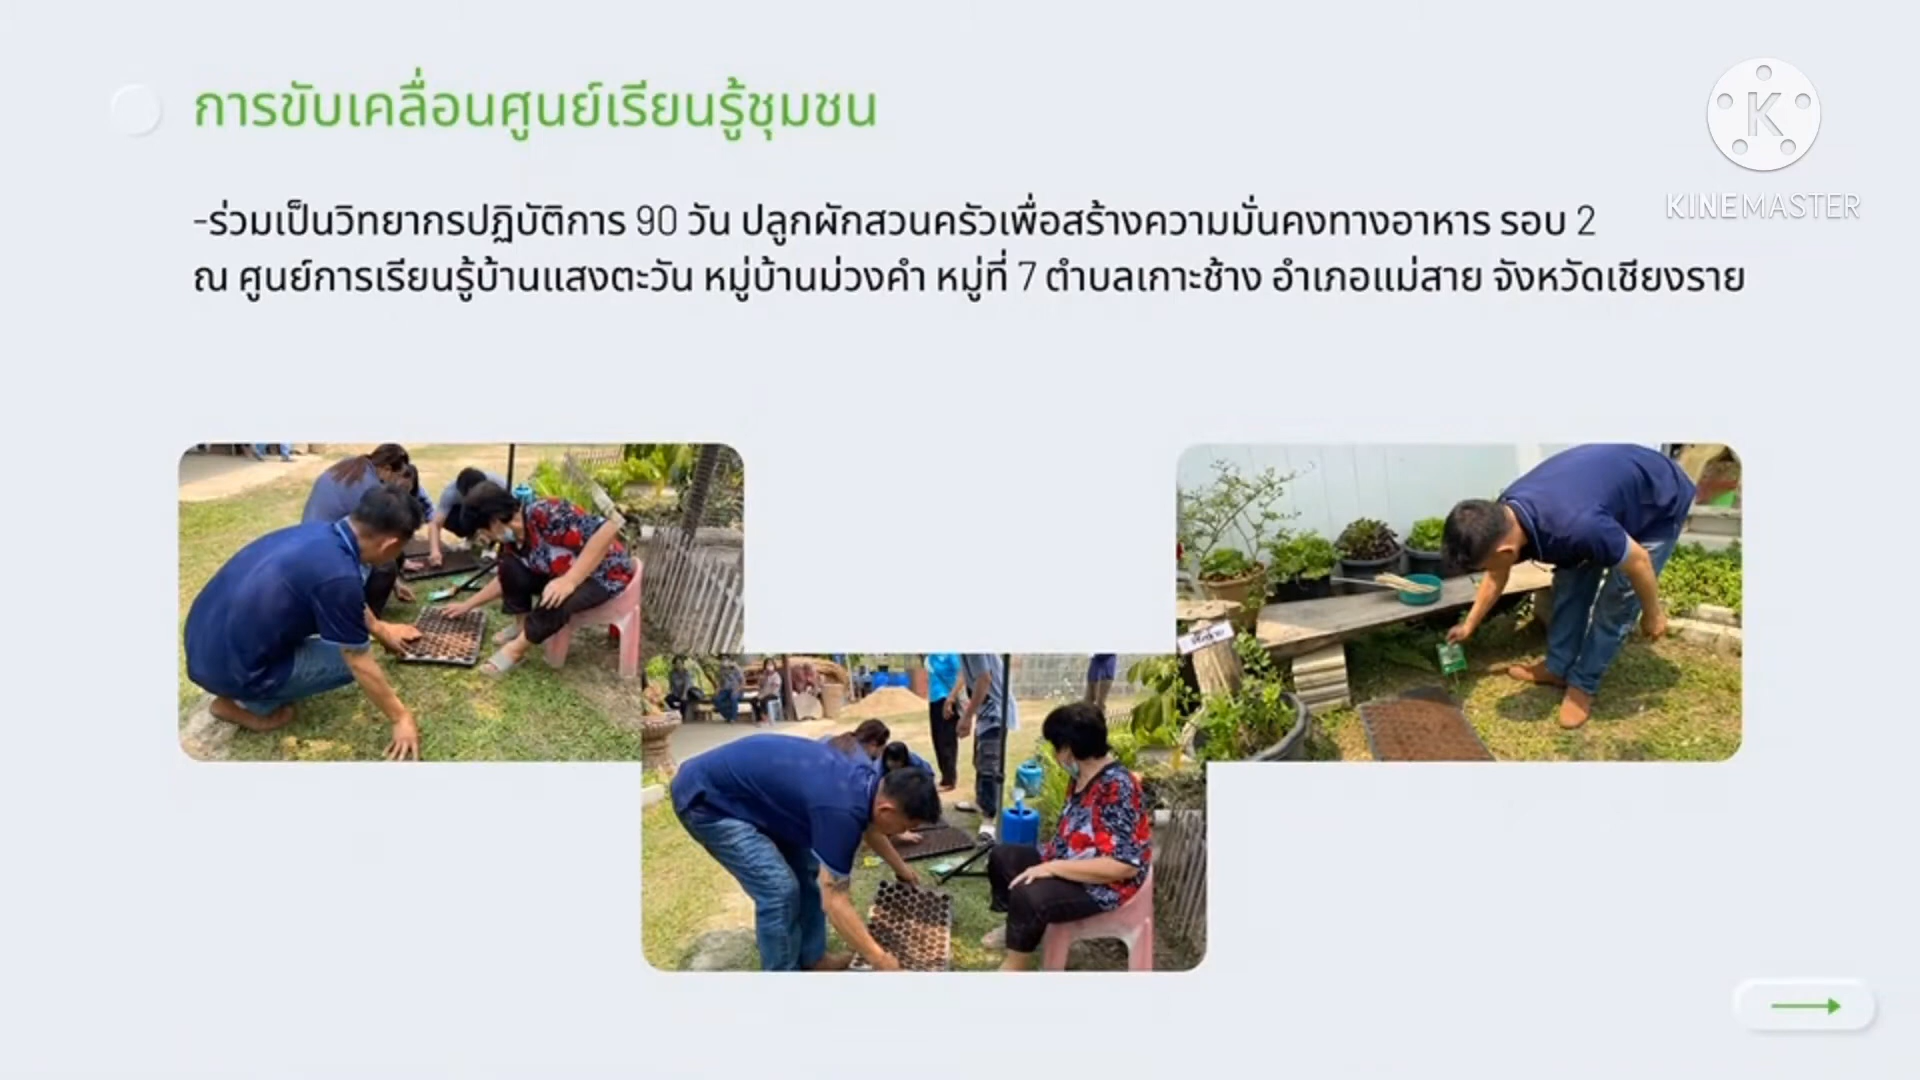 การขับเคลื่อนศูนย์เรียนรู้ชุมชน
K
KINEMASTER
-ร่วมเป็นวิทยากรปฏิบัติการ 90 วัน ปลูกผักสวนครัวเพื่อสร้างความมั่นคงทางอาหาร รอบ 2
ณ ศูนย์การเรียนรู้บ้านแสงตะวัน หมู่บ้านม่วงคำ หมู่ที่ 7 ตำบลเกาะช้าง อำเภอแม่สาย จังหวัดเชียงราย